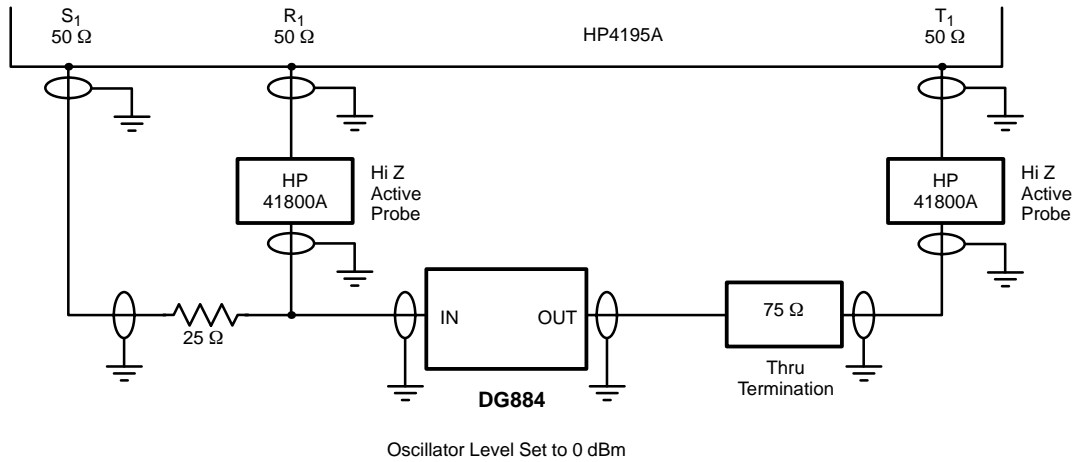 S1
50 Ω
R1
50 Ω
HP4195A
T1
50 Ω
HP
41800A
Hi Z
Active
Probe
HP
41800A
Hi Z
Active
Probe
25 Ω
IN
OUT
75 Ω
Thru
Termination
DG884
Oscillator Level Set to 0 dBm